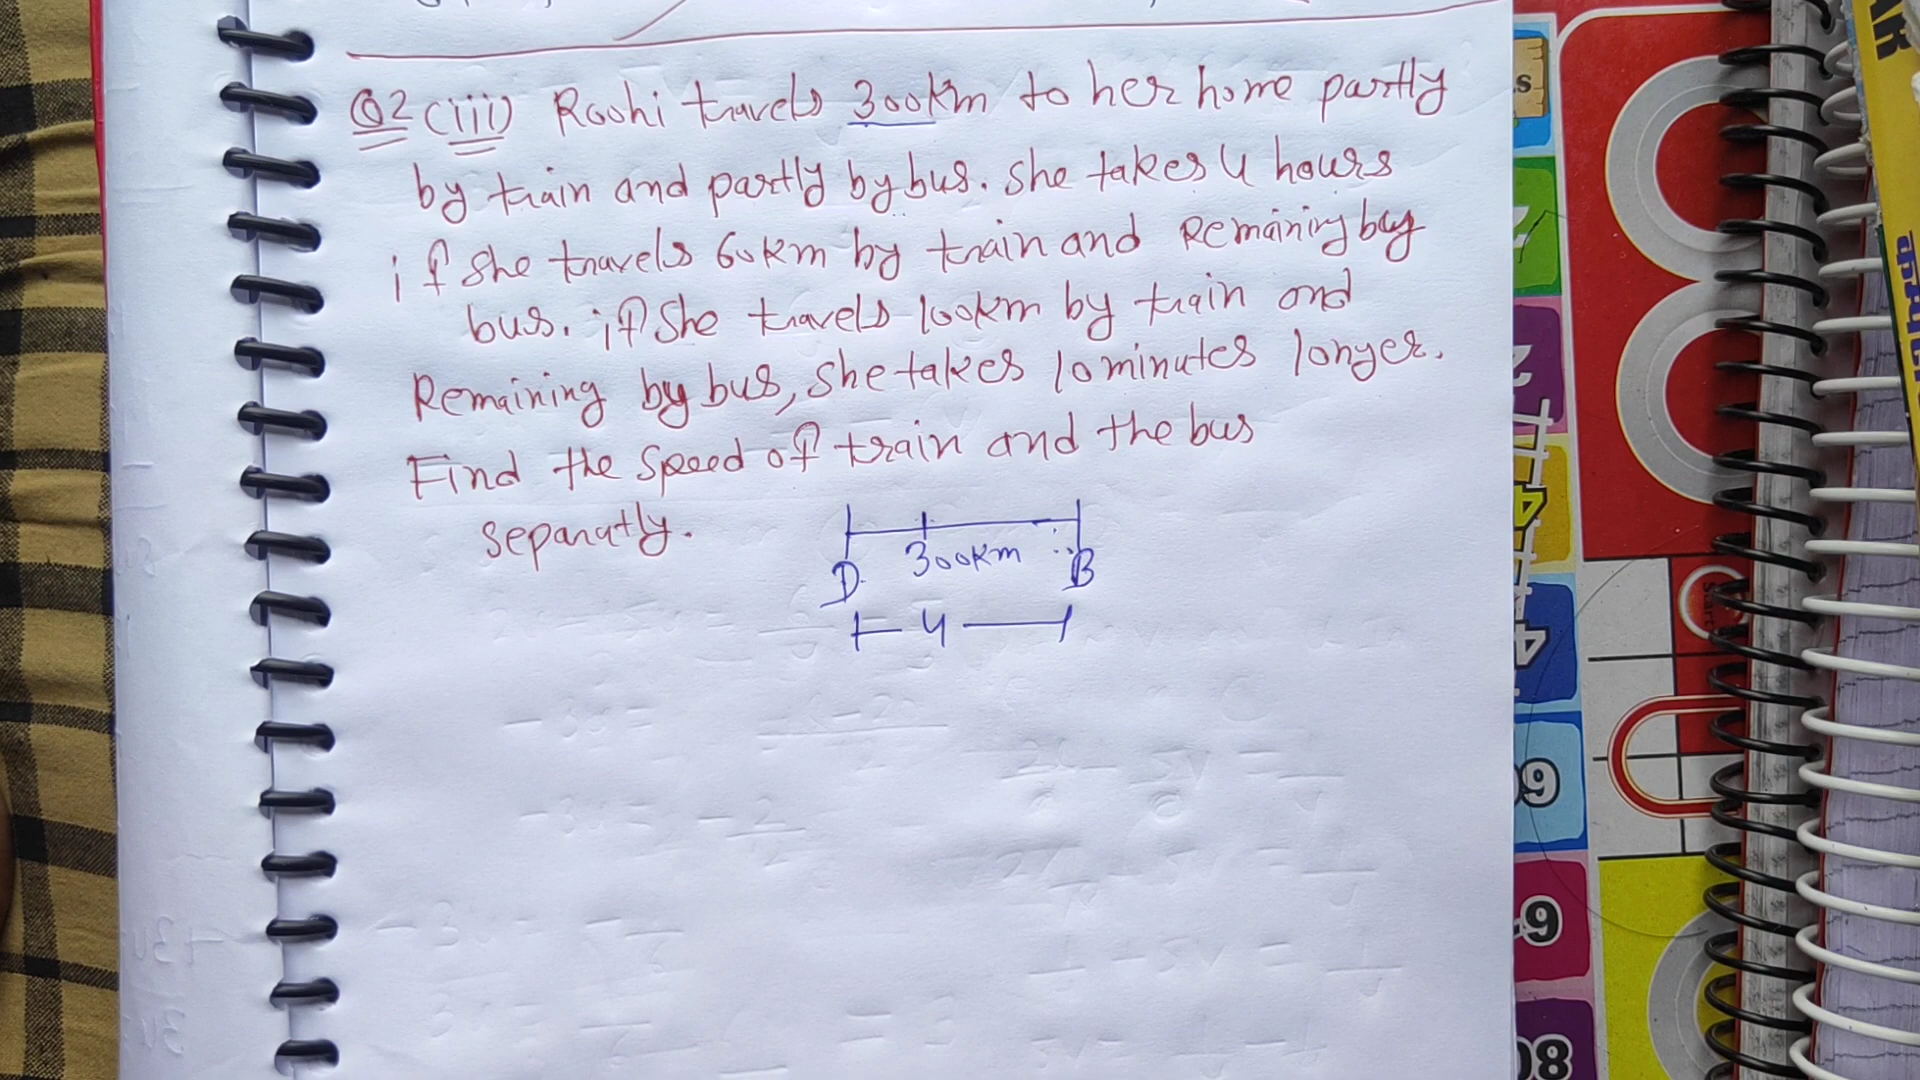 Q2 (iii) Roohi travels 300km to her home partly
by train and partly by bus. She takes 4 hours
if she travels 60km by train and Remaining by
bus. if She travels 100km by train and
Remaining by bus, she takes 10 minutes longer.
Find the speed of train and the bus
separatly.
300km
D B
4